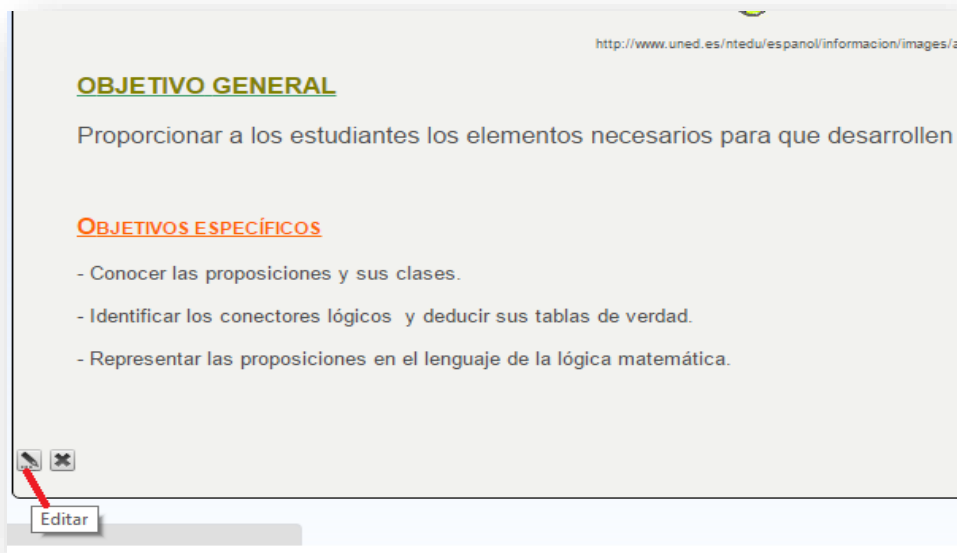 http://www.uned.es/ntedu/espanol/informacion/images/a
OBJETIVO GENERAL
Proporcionar a los estudiantes los elementos necesarios para que desarrollen
OBJETIVOS ESPECÍFICOS
- Conocer las proposiciones y sus clases.
- Identificar los conectores lógicos y deducir sus tablas de verdad.
- Representar las proposiciones en el lenguaje de la lógica matemática.
Editar